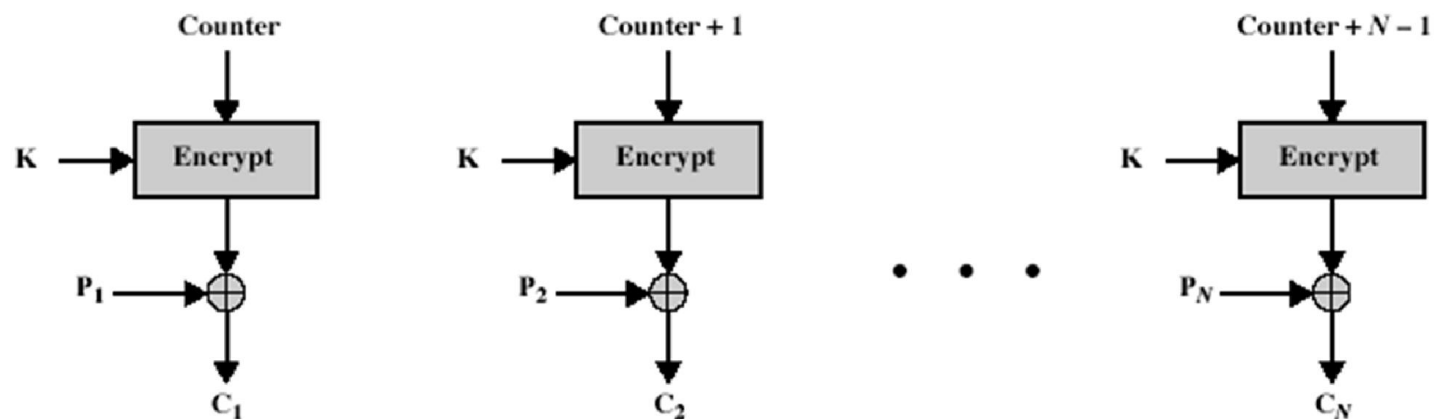 Counter
Counter + 1
Counter + N – 1
K
Encrypt
K
Encrypt
K
Encrypt
P1
P2
• • •
PN
C1
C2
CN